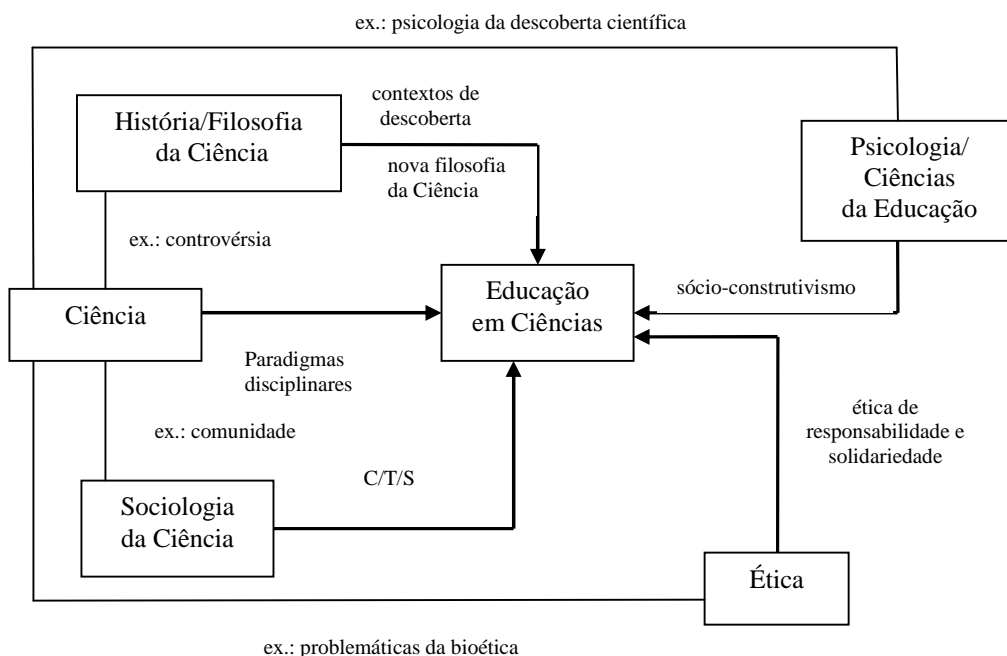 ex.: psicologia da descoberta científica
contextos de
descoberta
História/Filosofia
da Ciência
nova filosofia
da Ciência
Psicologia/
Ciências
da Educação
ex.: controvérsia
Educação
em Ciências
sócio-construtivismo
Ciência
Paradigmas
disciplinares
ética de
responsabilidade e
solidariedade
ex.: comunidade
C/T/S
Sociologia
da Ciência
Ética
ex.: problemáticas da bioética